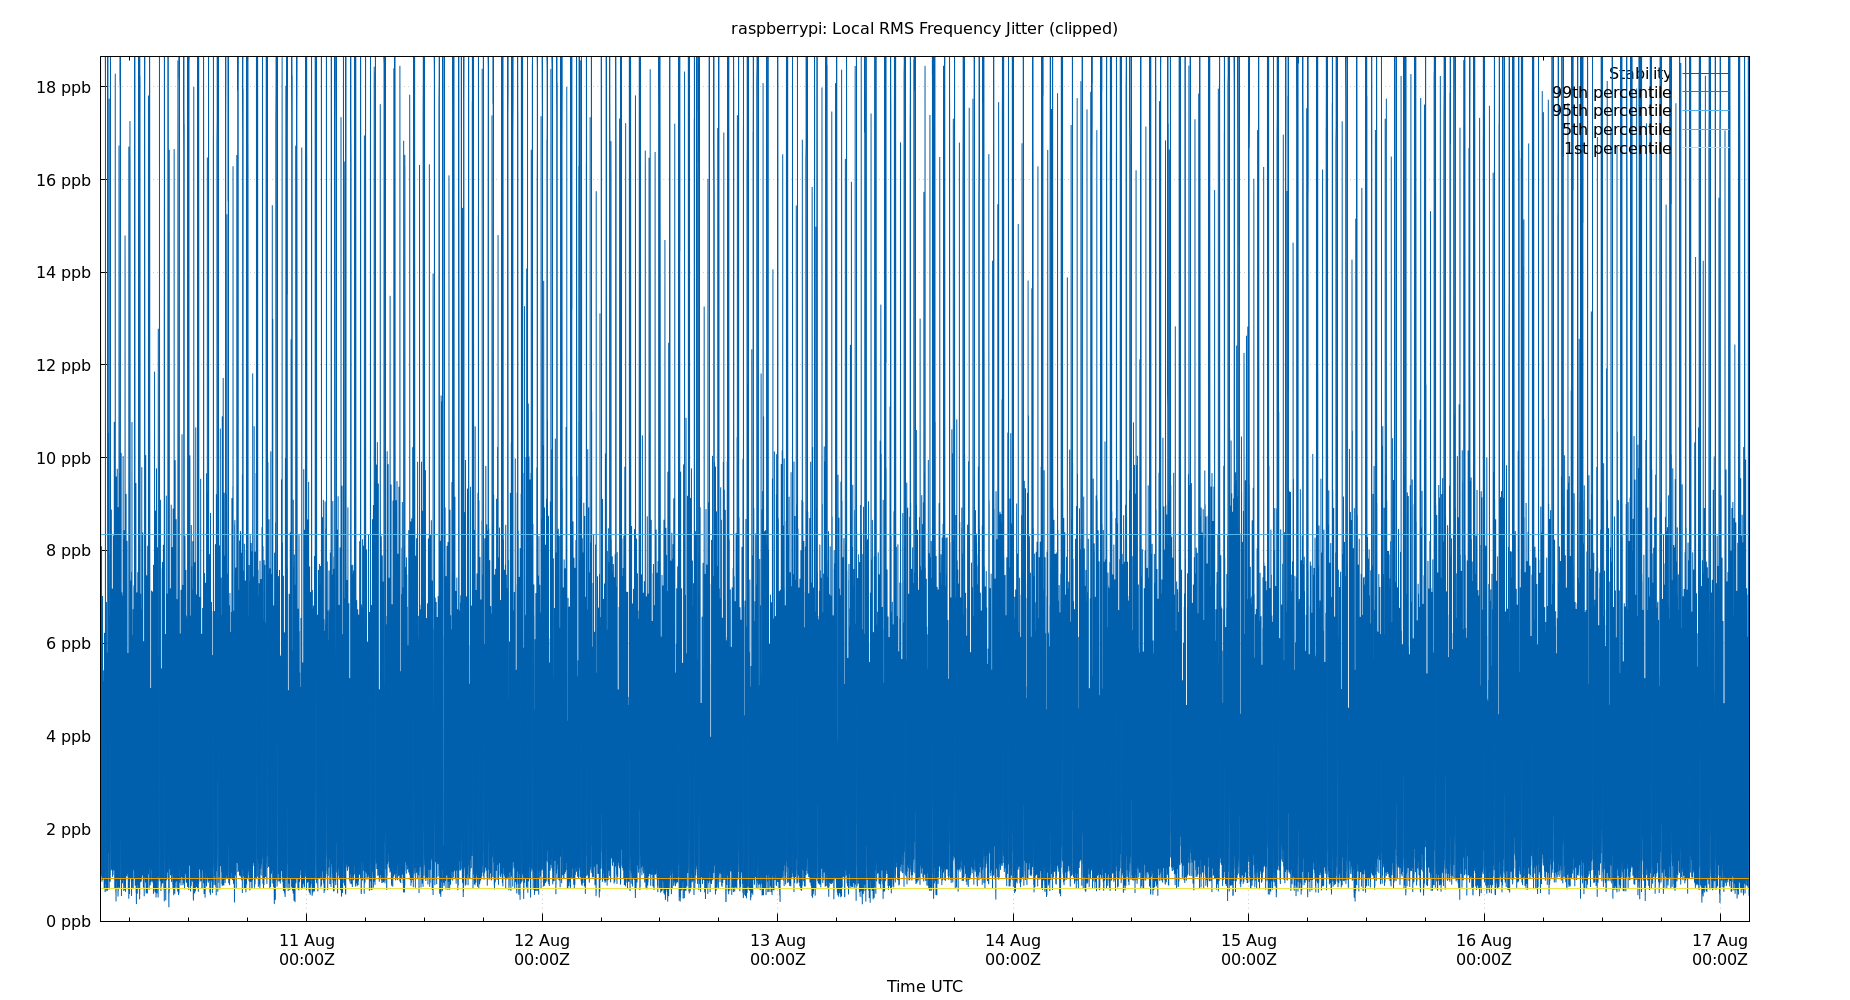 raspberrypi: Local RMS Frequency Jitter (clipped)
18 ppb
16 ppb
14 ppb
12 ppb
10 ppb
8 ppb
6 ppb
4 ppb
2 ppb
0 ppb
Stability
99th percentile
95th percentile
5th percentile
1st percentile
11 Aug
00:00Z
12 Aug
00:00Z
13 Aug
00:00Z
14 Aug
00:00Z
15 Aug
00:00Z
16 Aug
00:00Z
17 Aug
00:00Z
Time UTC